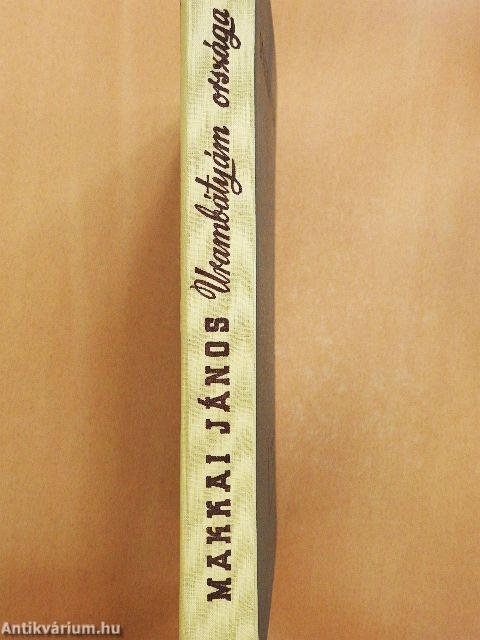 MAKKAI JÁNOS Urambátyám országa
Antikvárium.hu